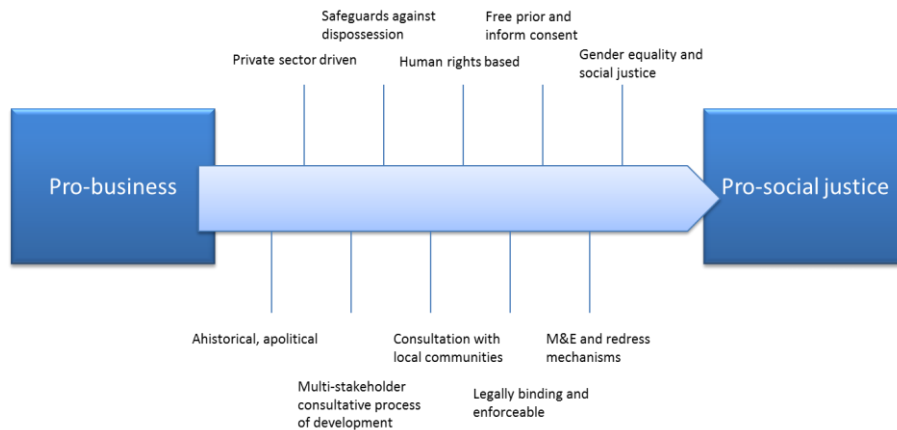 Safeguards against
dispossession
Free prior and
inform consent
Private sector driven
Human rights based
Gender equality and
social justice
Pro-business
Pro-social justice
Ahistorical, apolitical
Consultation with
local communities
M&E and redress
mechanisms
Multi-stakeholder
consultative process
of development
Legally binding and
enforceable